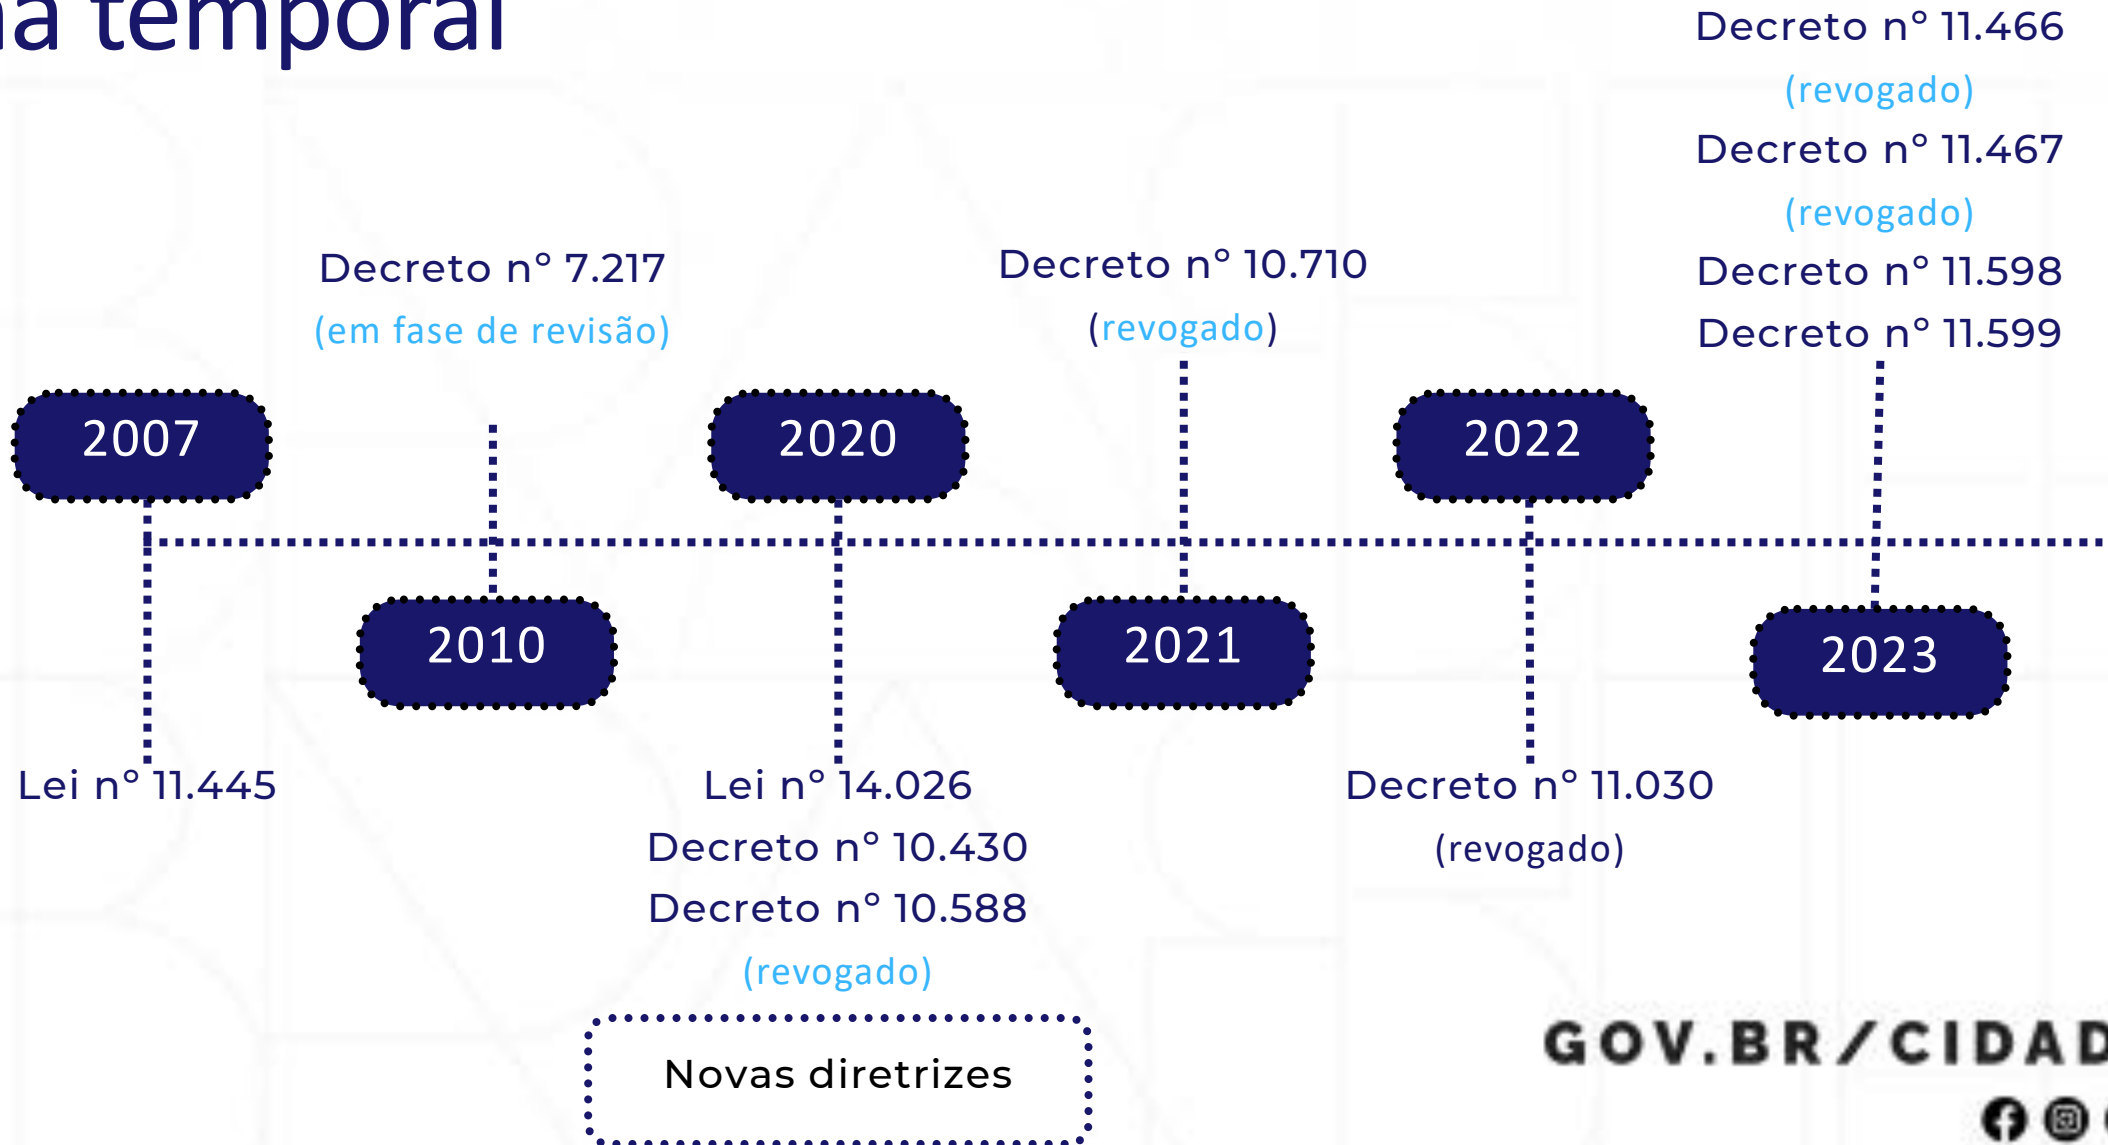 temporal
Decreto nº 11.466
(revogado)
Decreto nº 11.467
(revogado)
Decreto nº 11.598
Decreto nº 11.599
Decreto nº 7.217
(em fase de revisão)
Decreto nº 10.710
(revogado)
2007
2020
2022
2010
2021
2023
Lei nº 11.445
Lei nº 14.026
Decreto nº 10.430
Decreto nº 10.588
(revogado)
Decreto nº 11.030
(revogado)
Novas diretrizes
GOV.BR/CIDAD